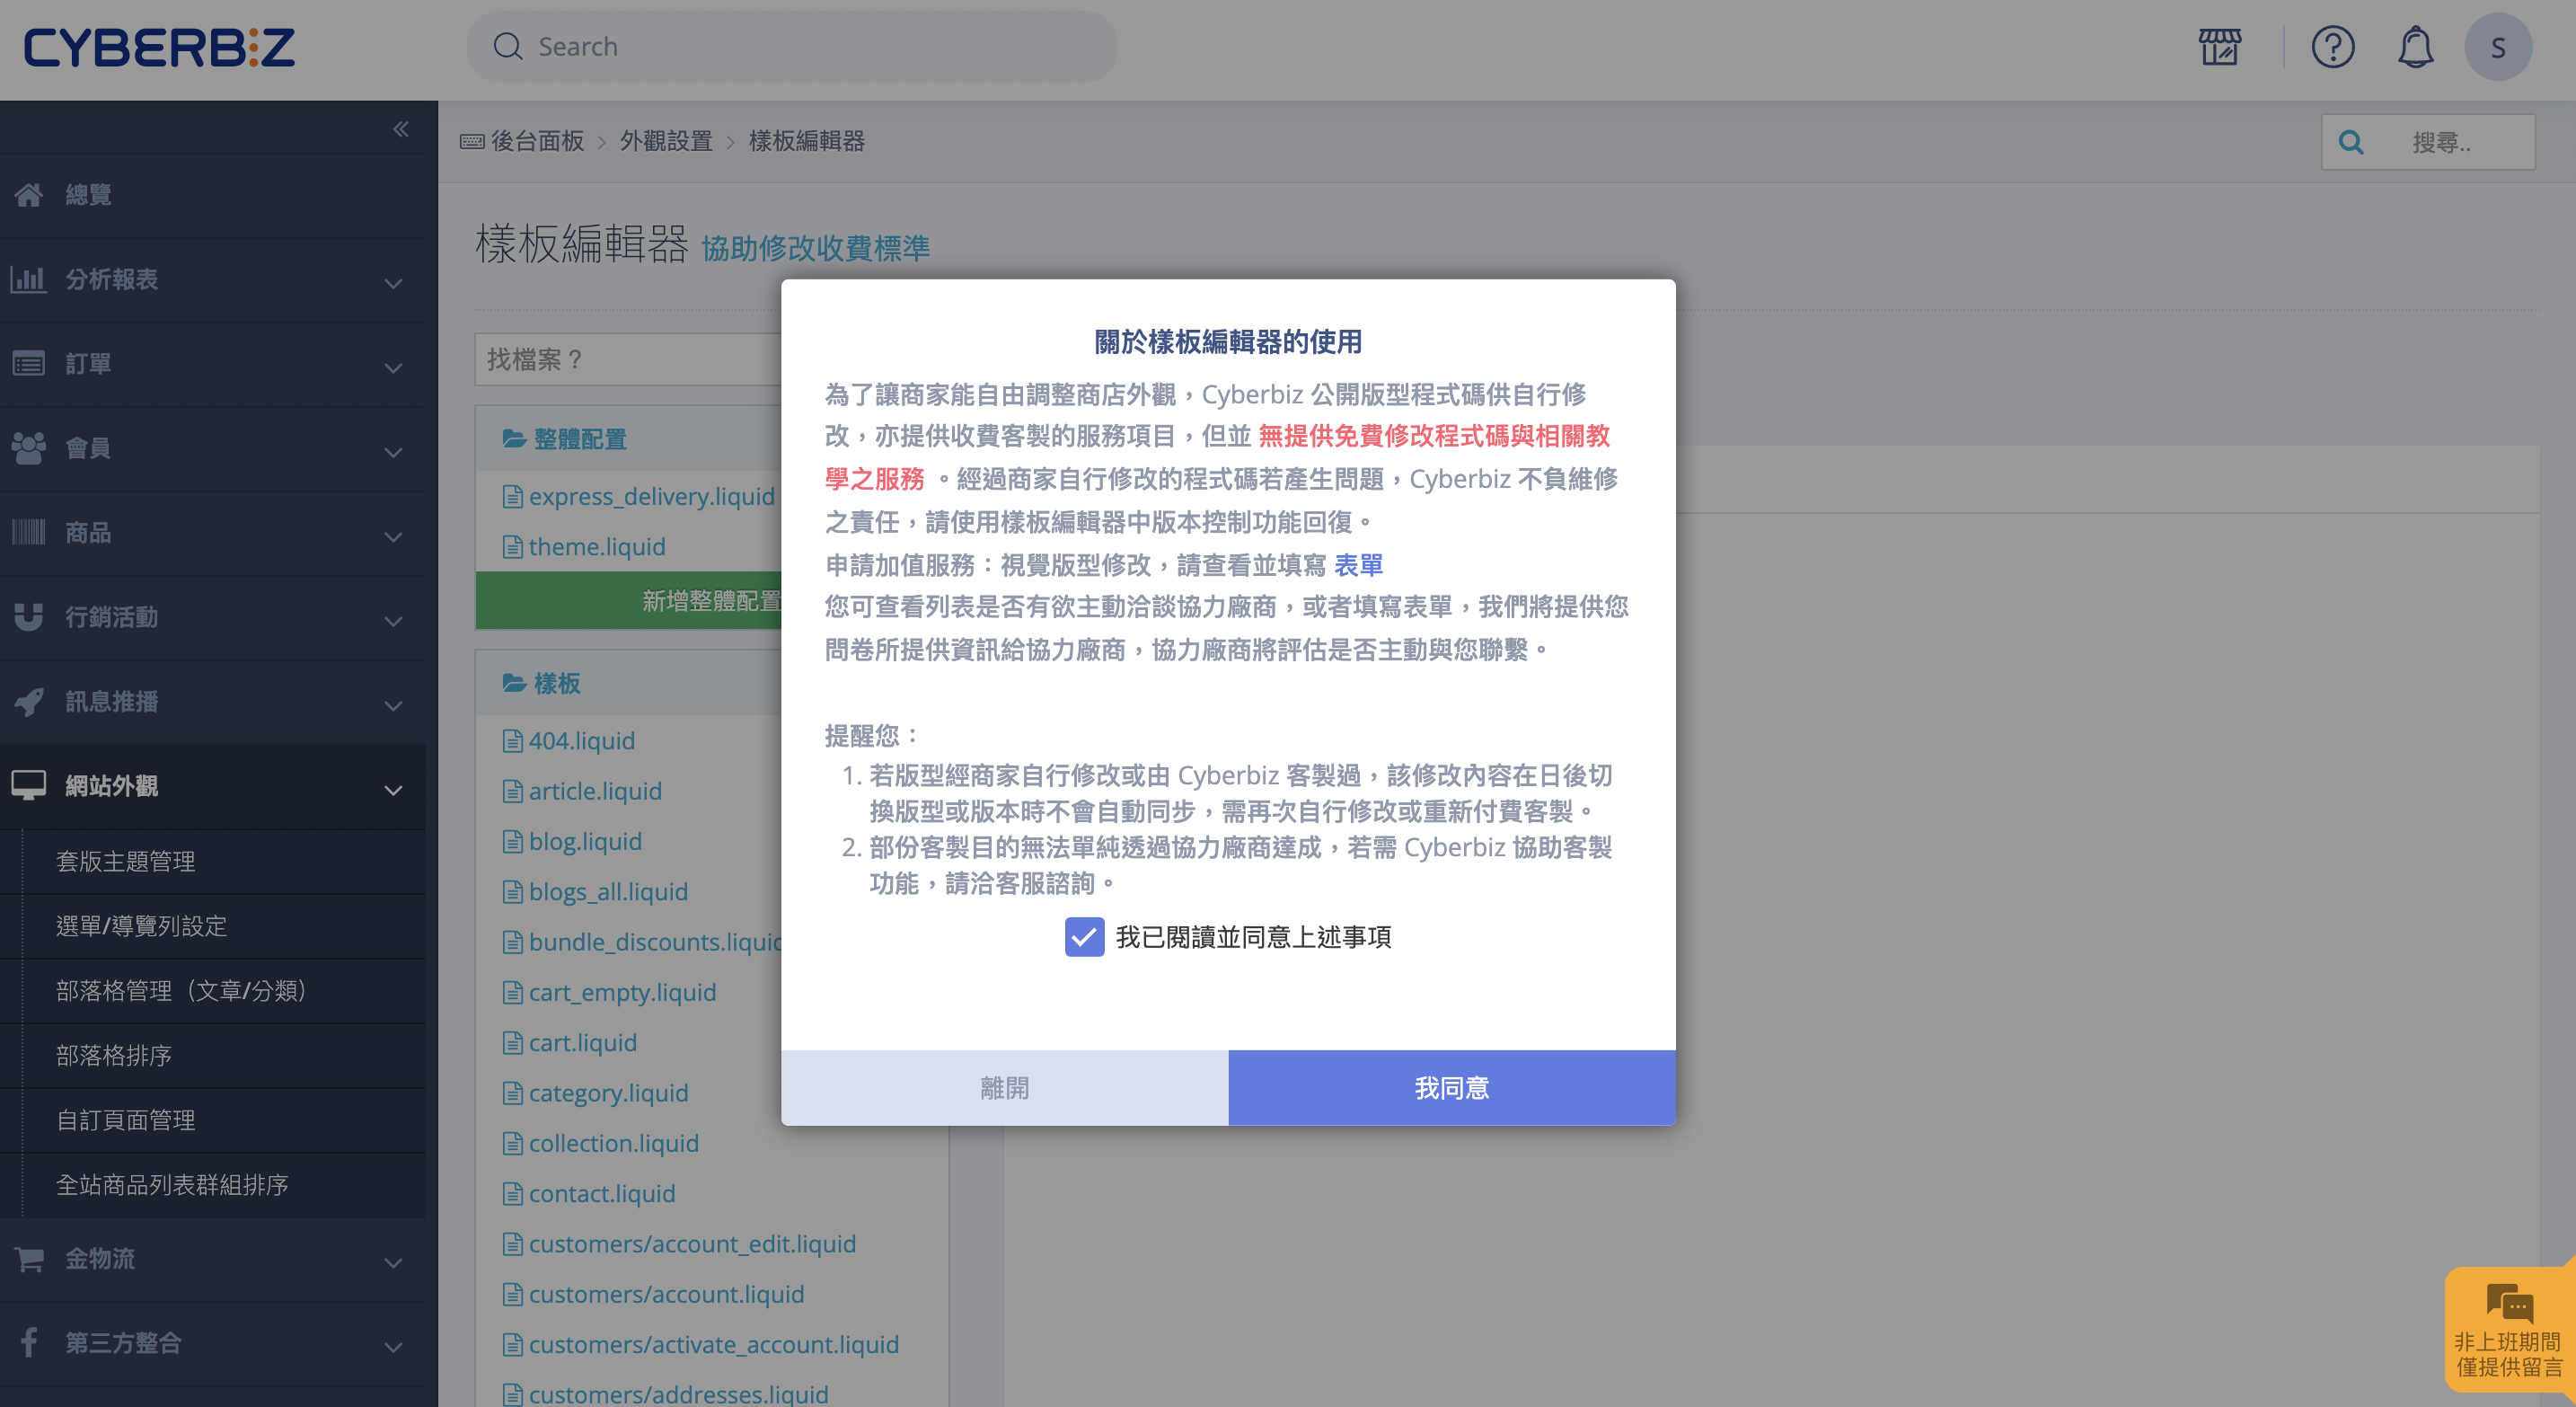 CYBERBIZ
Search
S
後台面板 > 外觀設置 > 樣板編輯器
搜尋..
總覽
分析報表
訂單
會員
商品
行銷活動
訊息推播
網站外觀
套版主題管理
選單/導覽列設定
部落格管理（文章/分類）
部落格排序
自訂頁面管理
全站商品列表群組排序
金物流
第三方整合
樣板編輯器 協助修改收費標準
找檔案？
整體配置
express_delivery.liquid
theme.liquid
新增整體配置
樣板
404.liquid
article.liquid
blog.liquid
blogs_all.liquid
bundle_discounts.liquid
cart_empty.liquid
cart.liquid
category.liquid
collection.liquid
contact.liquid
customers/account_edit.liquid
customers/account.liquid
customers/activate_account.liquid
customers/addresses.liquid
關於樣板編輯器的使用
為了讓商家能自由調整商店外觀，Cyberbiz 公開版型程式碼供自行修
改，亦提供收費客製的服務項目，但並 無提供免費修改程式碼與相關教
學之服務 。經過商家自行修改的程式碼若產生問題，Cyberbiz 不負維修
之責任，請使用樣板編輯器中版本控制功能回復。
申請加值服務：視覺版型修改，請查看並填寫 表單
您可查看列表是否有欲主動洽談協力廠商，或者填寫表單，我們將提供您
問卷所提供資訊給協力廠商，協力廠商將評估是否主動與您聯繫。
提醒您：
1. 若版型經商家自行修改或由 Cyberbiz 客製過，該修改內容在日後切
換版型或版本時不會自動同步，需再次自行修改或重新付費客製。
2. 部份客製目的無法單純透過協力廠商達成，若需 Cyberbiz 協助客製
功能，請洽客服諮詢。
我已閱讀並同意上述事項
離開
我同意
非上班期間
僅提供留言